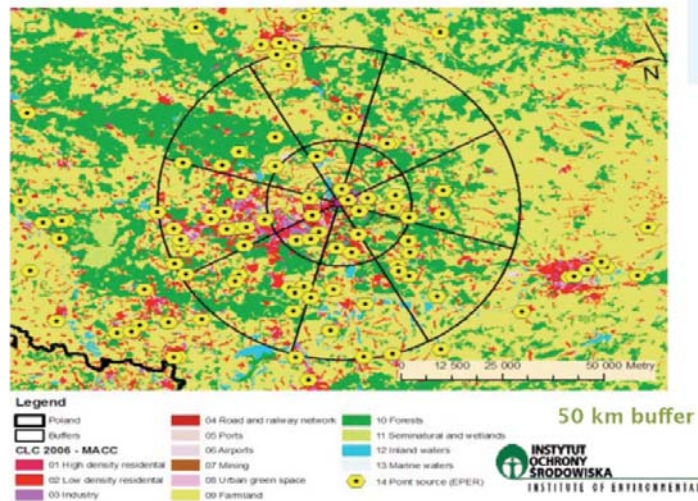 N
0 12 500 25 000 50 000 Metry
Legend
Poland
Buffers
CLC 2006 - MACC
01 High density residential
02 Low density residential
03 Industry
04 Road and railway network
05 Ports
06 Airports
07 Mining
08 Urban green space
09 Farmland
10 Forests
11 Seminatural and wetlands
12 Inland waters
13 Marine waters
14 Point source (EPER)
50 km buffer
INSTYTUT
OCHRONY
ŚRODOWISKA
INSTITUTE OF ENVIRONMENTAL